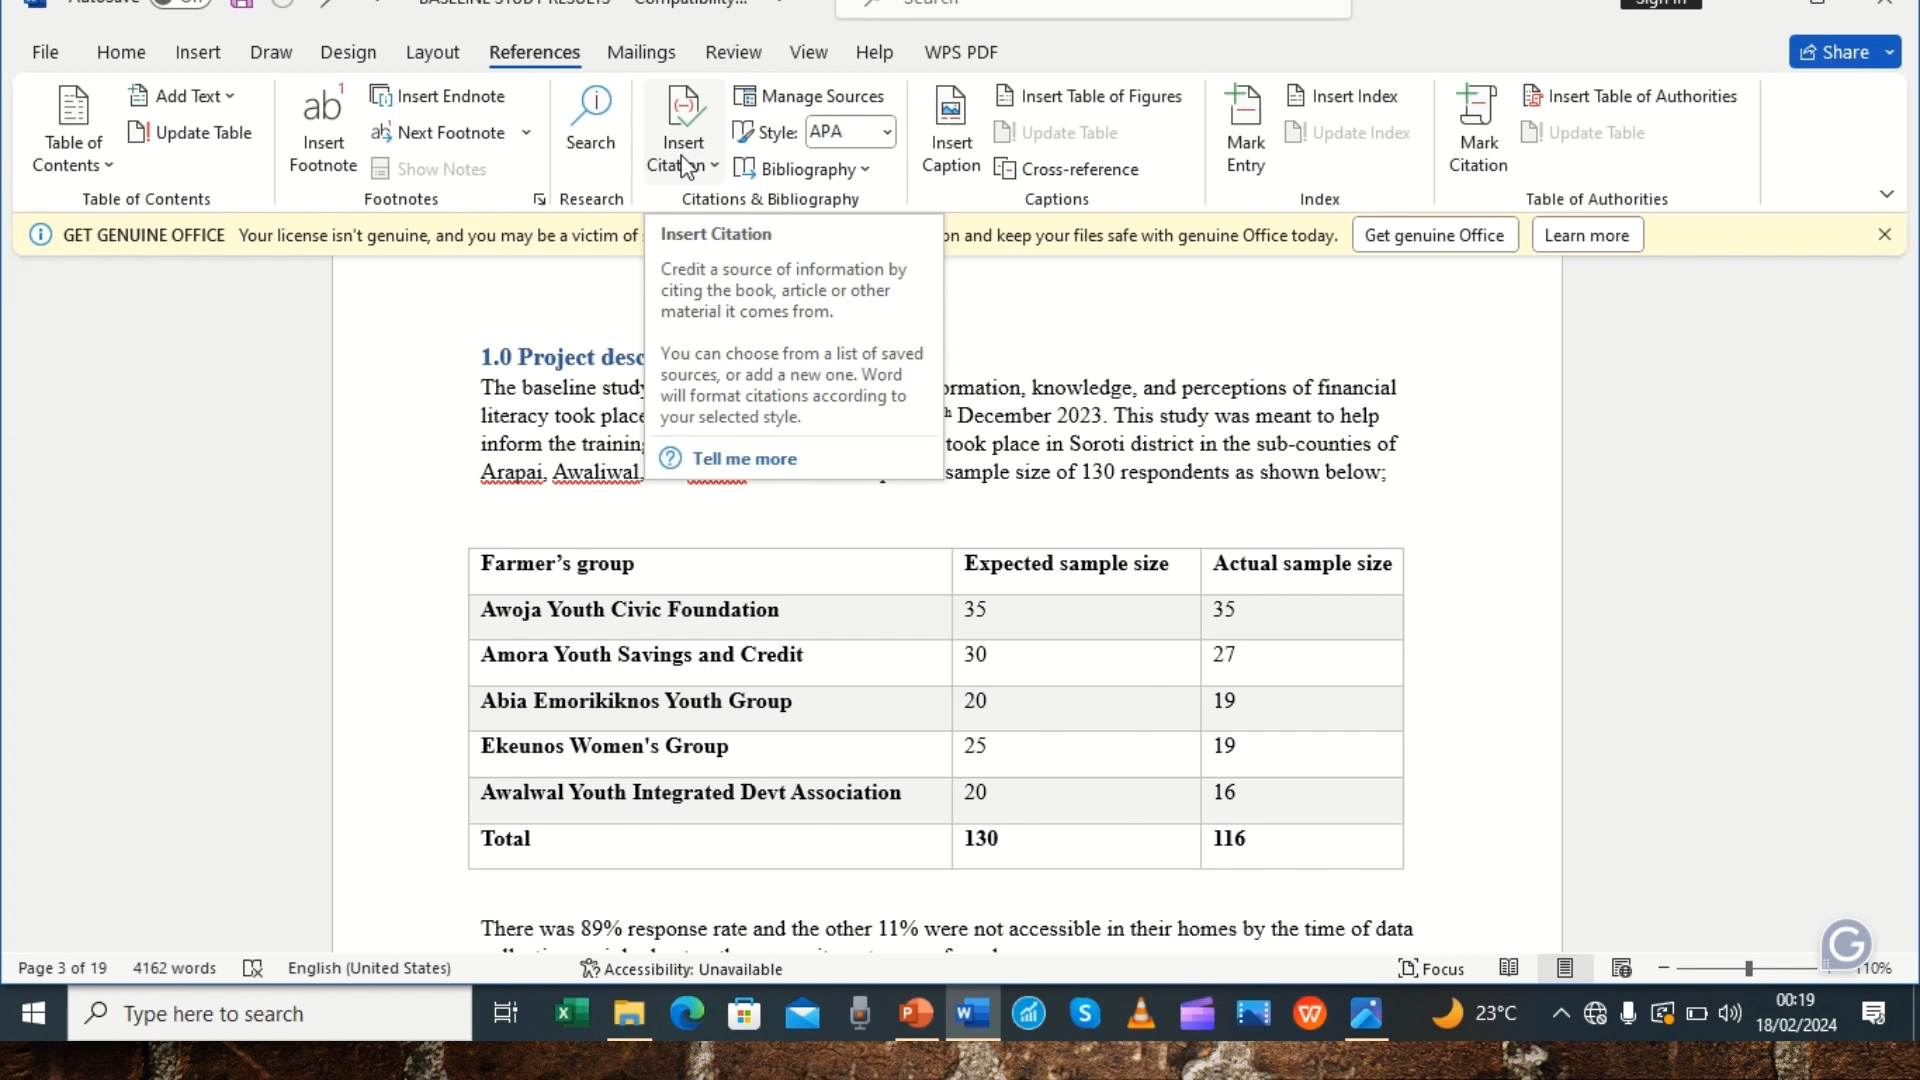 File Home Insert Draw Design Layout References Mailings Review View Help WPS PDF Share
Table of Contents
Add Text
Update Table
Table of Contents
ab 1
Insert Footnote
Insert Endnote
Next Footnote
Show Notes
Footnotes
Search
Research
Insert Citation
Manage Sources
Style: APA
Bibliography
Citations & Bibliography
Insert Caption
Insert Table of Figures
Update Table
Cross-reference
Captions
Mark Entry
Insert Index
Update Index
Index
Mark Citation
Insert Table of Authorities
Update Table
Table of Authorities
GET GENUINE OFFICE Your license isn't genuine, and you may be a victim of on and keep your files safe with genuine Office today. Get genuine Office Learn more
Insert Citation
Credit a source of information by
citing the book, article or other
material it comes from.
You can choose from a list of saved
sources, or add a new one. Word
will format citations according to
your selected style.
Tell me more
1.0 Project desc
The baseline study ormation, knowledge, and perceptions of financial
literacy took place h December 2023. This study was meant to help
inform the training took place in Soroti district in the sub-counties of
Arapai, Awaliwal, sample size of 130 respondents as shown below;
Farmer’s group Expected sample size Actual sample size
Awoja Youth Civic Foundation 35 35
Amora Youth Savings and Credit 30 27
Abia Emorikiknos Youth Group 20 19
Ekeunos Women's Group 25 19
Awalwal Youth Integrated Devt Association 20 16
Total 130 116
There was 89% response rate and the other 11% were not accessible in their homes by the time of data
Page 3 of 19 4162 words English (United States) Accessibility: Unavailable Focus 110%
Type here to search 23°C 00:19
18/02/2024